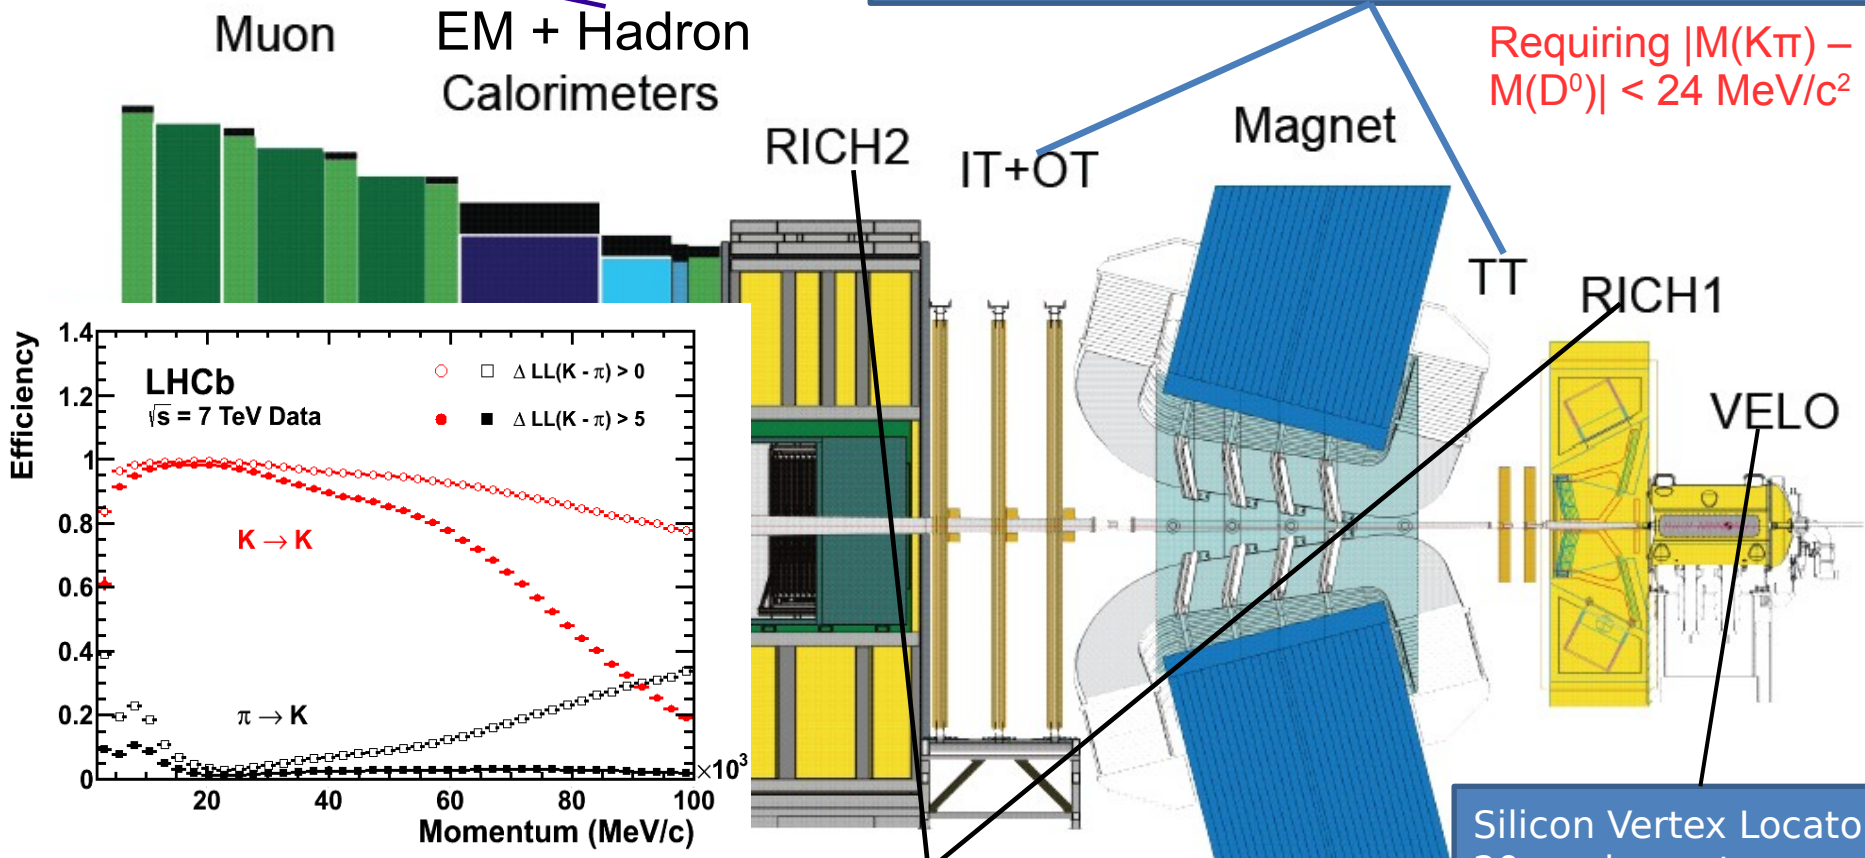 Muon
EM + Hadron
Calorimeters
Requiring |M(Kπ) –
M(D⁰)| < 24 MeV/c²
RICH2
IT+OT
Magnet
TT
RICH1
VELO
Efficiency
1.4
1.2
1
0.8
0.6
0.4
0.2
0
LHCb
√s = 7 TeV Data
Δ LL(K - π) > 0
Δ LL(K - π) > 5
K → K
π → K
20 40 60 80 100
×10³
Momentum (MeV/c)
Silicon Vertex Locato